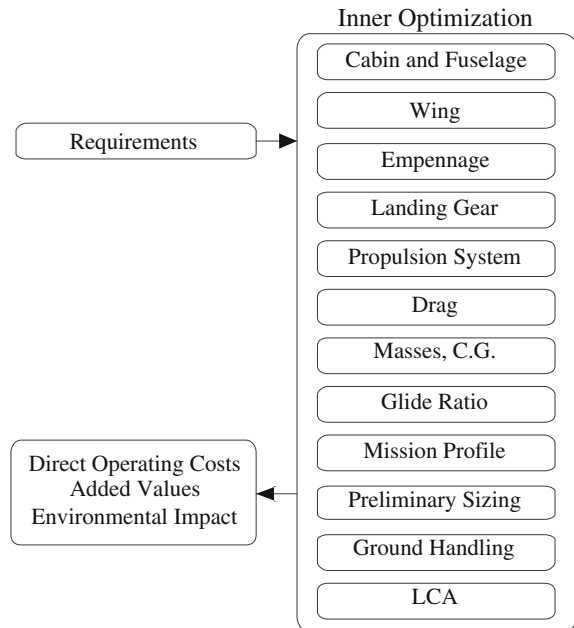 Inner Optimization
Cabin and Fuselage
Wing
Requirements
Empennage
Landing Gear
Propulsion System
Drag
Masses, C.G.
Glide Ratio
Mission Profile
Direct Operating Costs
Added Values
Environmental Impact
Preliminary Sizing
Ground Handling
LCA